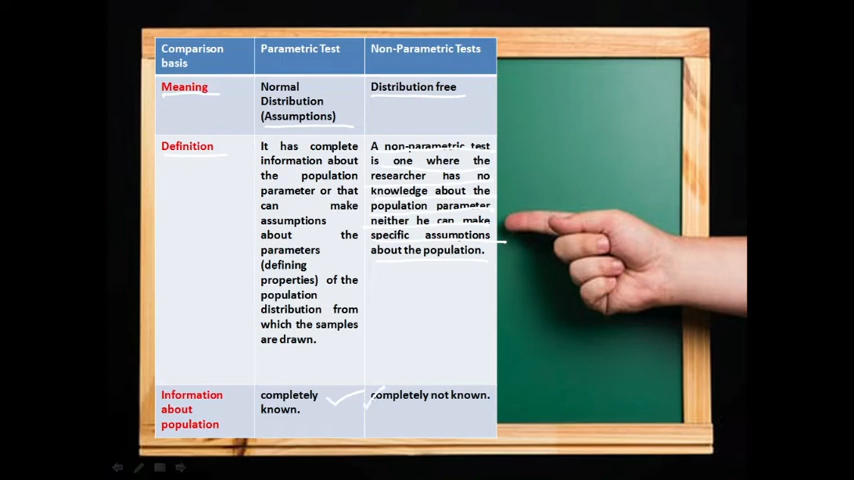 Comparison basis
Parametric Test
Non-Parametric Tests
Meaning
Normal
Distribution
(Assumptions)
Distribution free
Definition
It has complete
information about
the population
parameter or that
can make
assumptions
about the
parameters
(defining
properties) of the
population
distribution from
which the samples
are drawn.
A non-parametric test
is one where the
researcher has no
knowledge about the
population parameter
neither he can make
specific assumptions
about the population.
Information
about
population
completely
known.
completely not known.